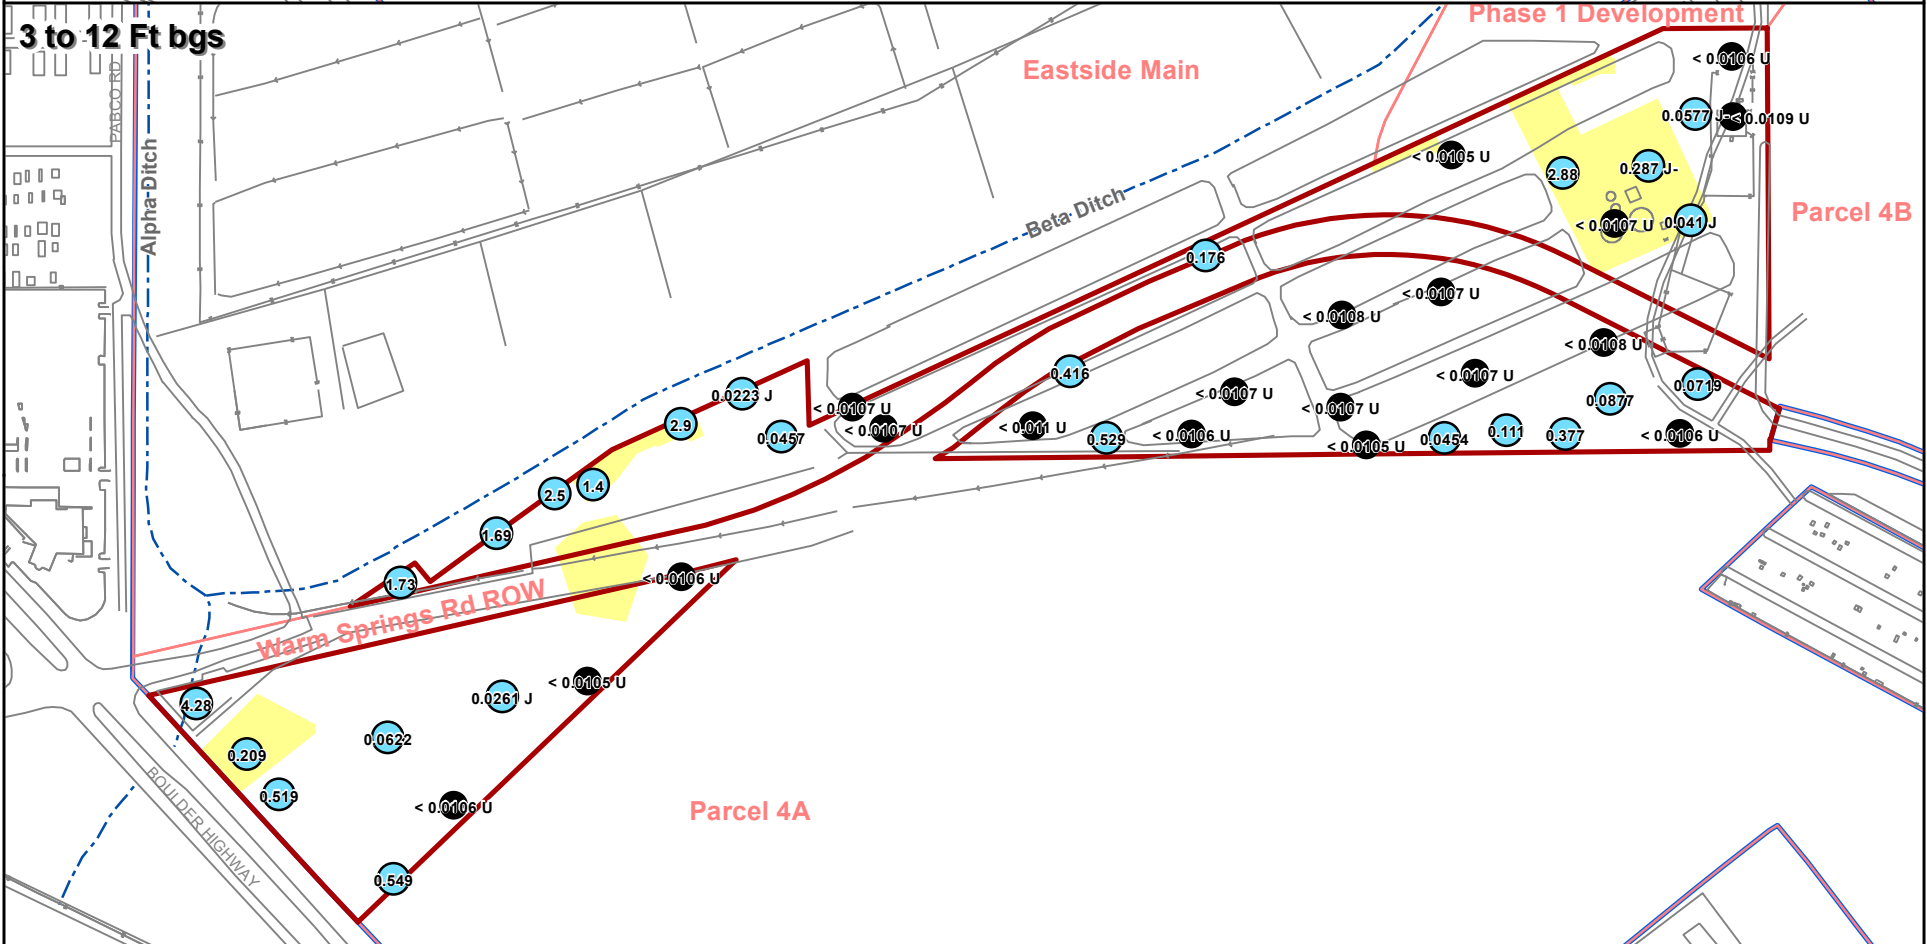 Phase 1 Development
3 to 12 Ft bgs
Eastside Main
< 0.0106 U
PABCO RD
0.0577 J-
< 0.0109 U
Alpha Ditch
< 0.0105 U
2.88
0.287 J-
Beta Ditch
Parcel 4B
< 0.0107 U
0.041 J
0.176
< 0.0107 U
< 0.0108 U
< 0.0108 U
0.416
< 0.0107 U
0.0719
0.0223 J
< 0.0107 U
0.0877
< 0.0107 U
< 0.0107 U
2.9
< 0.0107 U
< 0.011 U
0.111
0.0457
0.529
< 0.0106 U
0.0454
0.377
< 0.0106 U
< 0.0105 U
1.4
2.5
1.69
1.73
< 0.0106 U
Warm Springs Rd ROW
< 0.0105 U
0.0261 J
4.28
0.0622
0.209
0.519
< 0.0106 U
Parcel 4A
BOULDER HIGHWAY
0.549